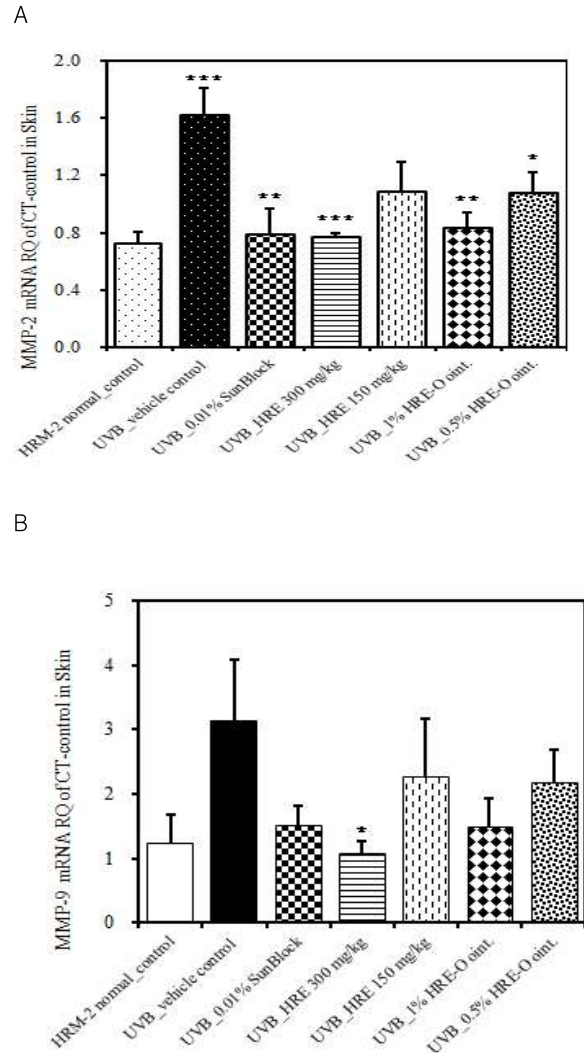 A
MMP-2 mRNA RQ of CT-control in Skin
2.0
1.6
1.2
0.8
0.4
0.0
***
**
***
**
*
HRM-2 normal_control
UVB_vehicle control
UVB_0.01% SunBlock
UVB_HRE 300 mg/kg
UVB_HRE 150 mg/kg
UVB_1% HRE-O oint.
UVB_0.5% HRE-O oint.
B
MMP-9 mRNA RQ of CT-control in Skin
5
4
3
2
1
0
*
HRM-2 normal_control
UVB_vehicle control
UVB_0.01% SunBlock
UVB_HRE 300 mg/kg
UVB_HRE 150 mg/kg
UVB_1% HRE-O oint.
UVB_0.5% HRE-O oint.